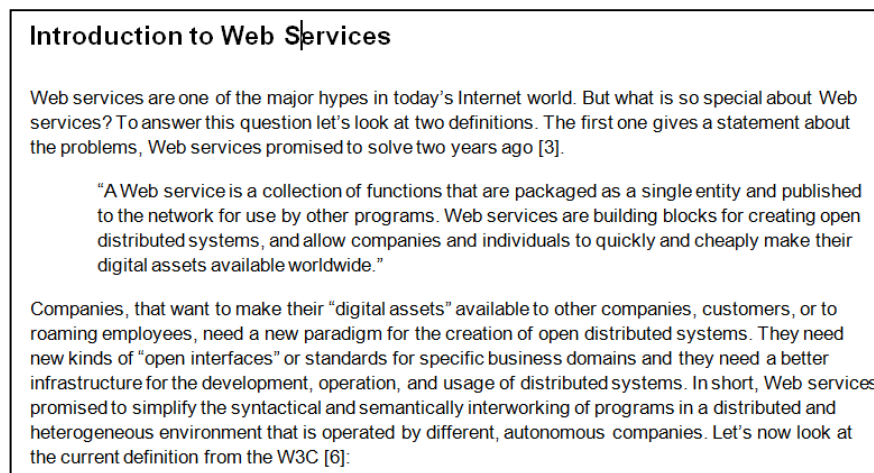 Introduction to Web Services
Web services are one of the major hypes in today’s Internet world. But what is so special about Web
services? To answer this question let’s look at two definitions. The first one gives a statement about
the problems, Web services promised to solve two years ago [3].
“A Web service is a collection of functions that are packaged as a single entity and published
to the network for use by other programs. Web services are building blocks for creating open
distributed systems, and allow companies and individuals to quickly and cheaply make their
digital assets available worldwide.”
Companies, that want to make their “digital assets” available to other companies, customers, or to
roaming employees, need a new paradigm for the creation of open distributed systems. They need
new kinds of “open interfaces” or standards for specific business domains and they need a better
infrastructure for the development, operation, and usage of distributed systems. In short, Web services
promised to simplify the syntactical and semantically interworking of programs in a distributed and
heterogeneous environment that is operated by different, autonomous companies. Let’s now look at
the current definition from the W3C [6]: